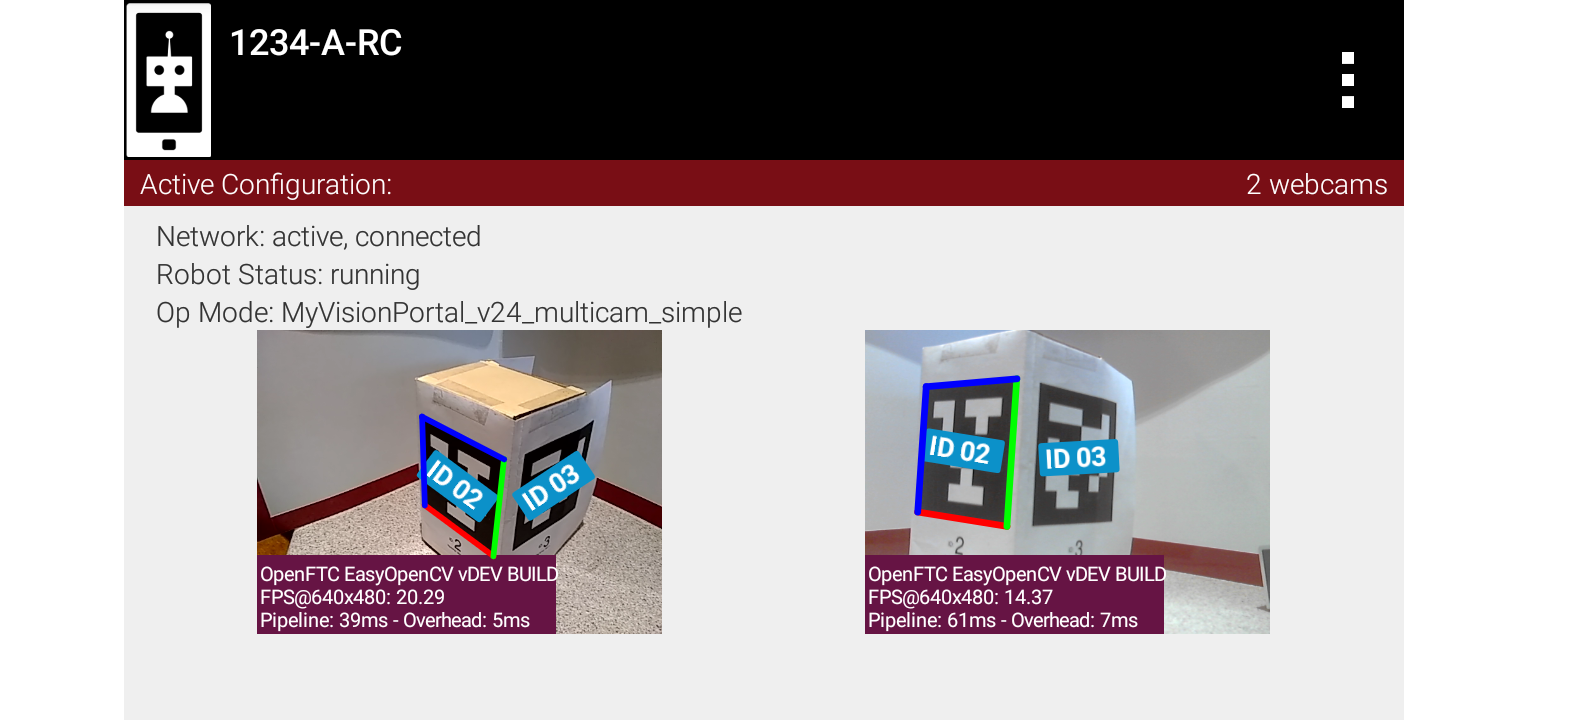 1234-A-RC
Active Configuration: 2 webcams
Network: active, connected
Robot Status: running
Op Mode: MyVisionPortal_v24_multicam_simple
ID 02
ID 03
2
3
OpenFTC EasyOpenCV vDEV BUILD
FPS@640x480: 20.29
Pipeline: 39ms - Overhead: 5ms
ID 02
ID 03
2
3
OpenFTC EasyOpenCV vDEV BUILD
FPS@640x480: 14.37
Pipeline: 61ms - Overhead: 7ms